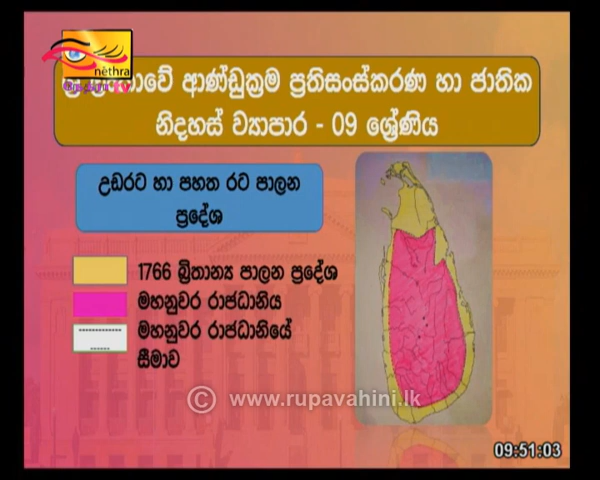 nethra
TV
ආණ්ඩුක්‍රම ප්‍රතිසංස්කරණ හා ජාතික
නිදහස් ව්‍යාපාර - 09 ශ්‍රේණිය
උඩරට හා පහත රට පාලන
ප්‍රදේශ
1766 බ්‍රිතාන්‍ය පාලන ප්‍රදේශ
මහනුවර රාජධානිය
මහනුවර රාජධානියේ
සීමාව
© www.rupavahini.lk
09:51:03